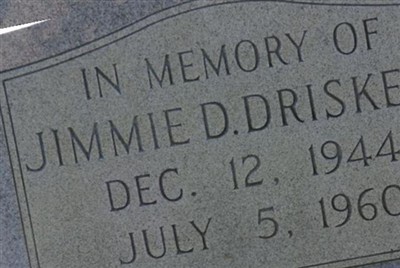 IN MEMORY OF
JIMMIE D. DRISKE
DEC. 12, 1944
JULY 5, 1960